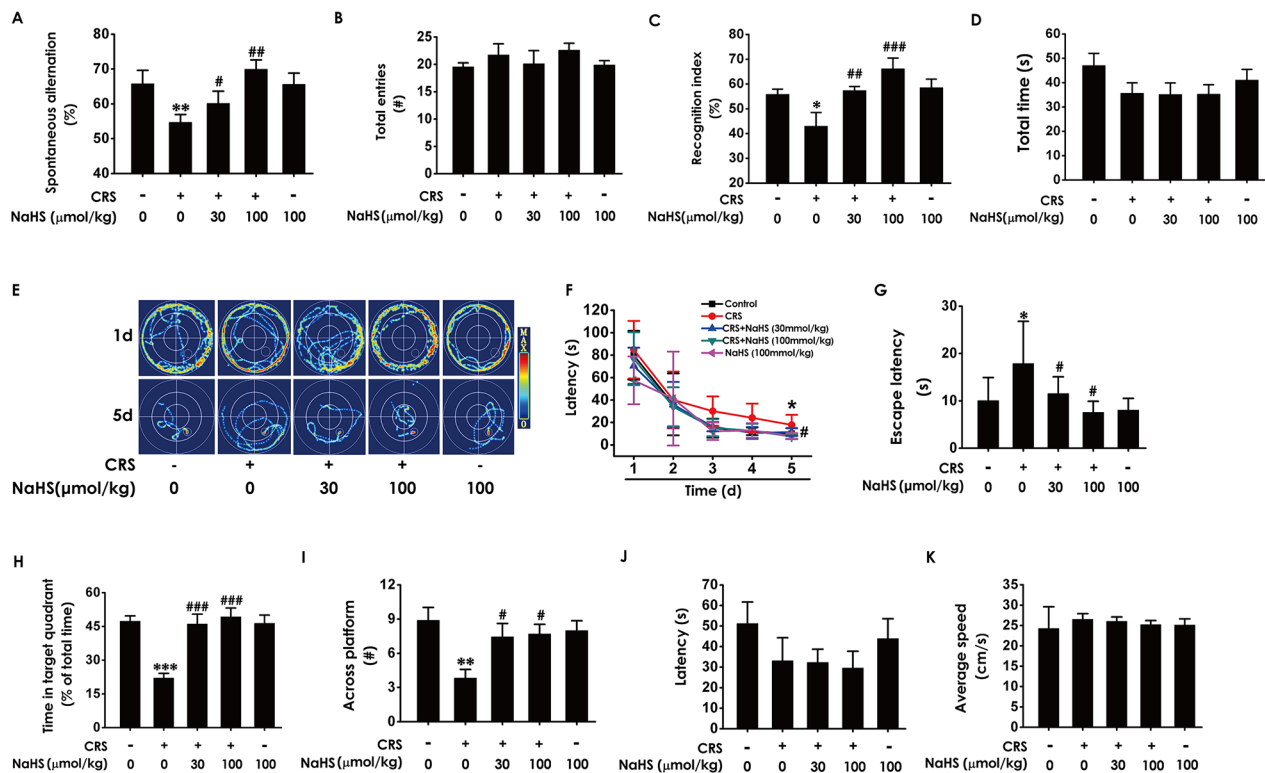 A
Spontaneous alternation
(%)
80
70
60
50
40
**
#
##
CRS - + + + -
NaHS (μmol/kg) 0 0 30 100 100
B
Total entries
(#)
25
20
15
10
5
0
CRS - + + + -
NaHS (μmol/kg) 0 0 30 100 100
C
Recognition index
(%)
80
70
60
50
40
30
20
*
##
###
CRS - + + + -
NaHS (μmol/kg) 0 0 30 100 100
D
Total time (s)
60
50
40
30
20
10
0
CRS - + + + -
NaHS (μmol/kg) 0 0 30 100 100
E
1d
5d
MAX
0
CRS - + + + -
NaHS(μmol/kg) 0 0 30 100 100
F
Latency (s)
120
100
80
60
40
20
0
Control
CRS
CRS+NaHS (30mmol/kg)
CRS+NaHS (100mmol/kg)
NaHS (100mmol/kg)
*
#
1 2 3 4 5
Time (d)
G
Escape latency
(s)
30
20
10
0
*
#
#
CRS - + + + -
NaHS (μmol/kg) 0 0 30 100 100
H
Time in target quadrant
(% of total time)
60
45
30
15
0
***
###
###
CRS - + + + -
NaHS (μmol/kg) 0 0 30 100 100
I
Across platform
(#)
12
9
6
3
0
**
#
#
CRS - + + + -
NaHS (μmol/kg) 0 0 30 100 100
J
Latency (s)
70
60
50
40
30
20
10
0
CRS - + + + -
NaHS (μmol/kg) 0 0 30 100 100
K
Average speed
(cm/s)
35
25
25
20
15
10
5
0
CRS - + + + -
NaHS (μmol/kg) 0 0 30 100 100